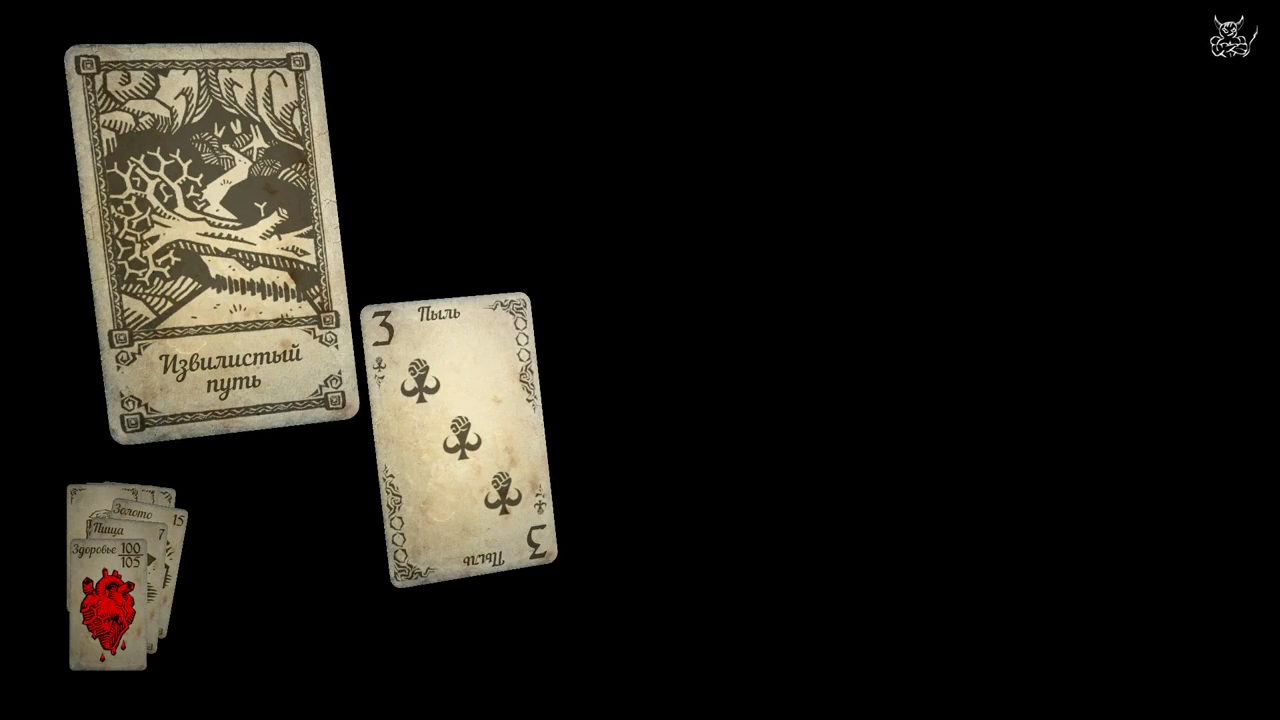 Извилистый
путь
3 Пыль
Пыль 3
Золото 15
Пища 7
Здоровье 100
105